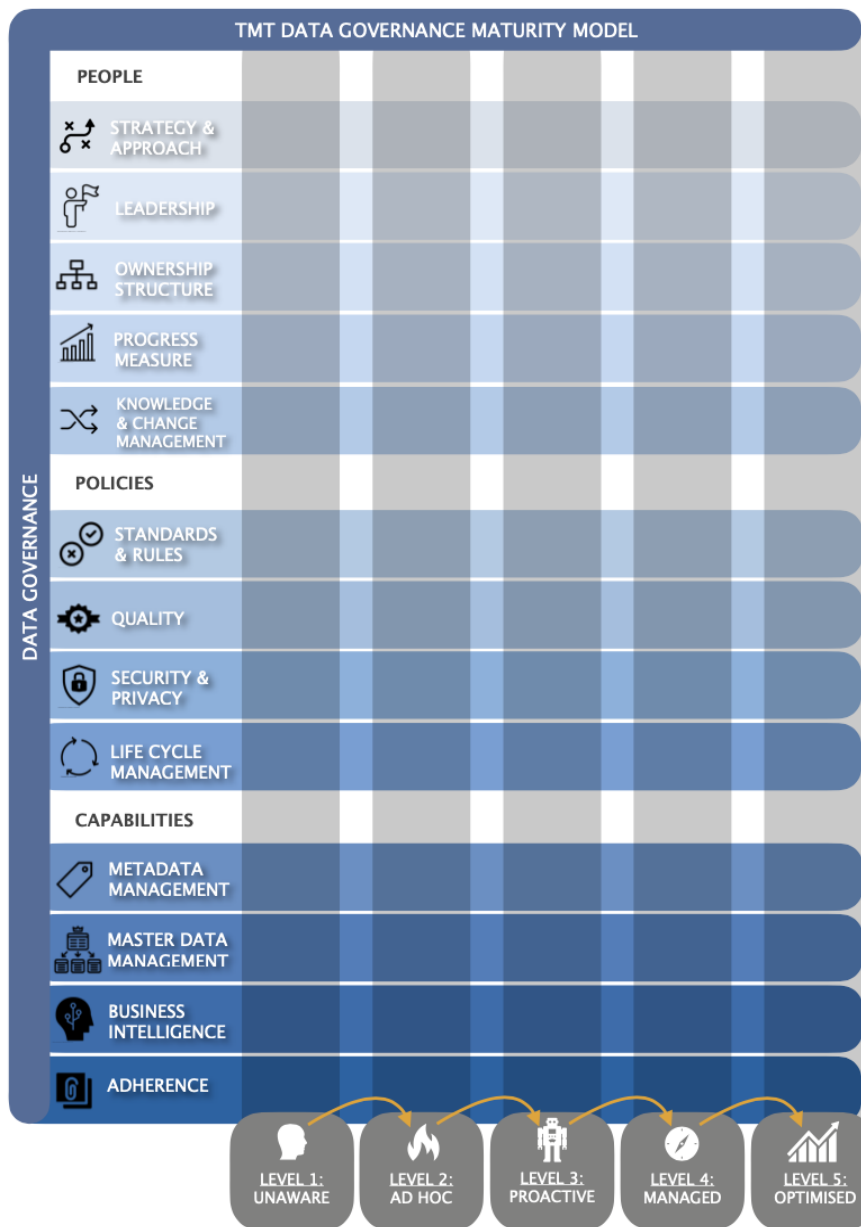 TMT DATA GOVERNANCE MATURITY MODEL
DATA GOVERNANCE
PEOPLE
STRATEGY &
APPROACH
LEADERSHIP
OWNERSHIP
STRUCTURE
PROGRESS
MEASURE
KNOWLEDGE
& CHANGE
MANAGEMENT
POLICIES
STANDARDS
& RULES
QUALITY
SECURITY &
PRIVACY
LIFE CYCLE
MANAGEMENT
CAPABILITIES
METADATA
MANAGEMENT
MASTER DATA
MANAGEMENT
BUSINESS
INTELLIGENCE
ADHERENCE
LEVEL 1:
UNAWARE
LEVEL 2:
AD HOC
LEVEL 3:
PROACTIVE
LEVEL 4:
MANAGED
LEVEL 5:
OPTIMISED